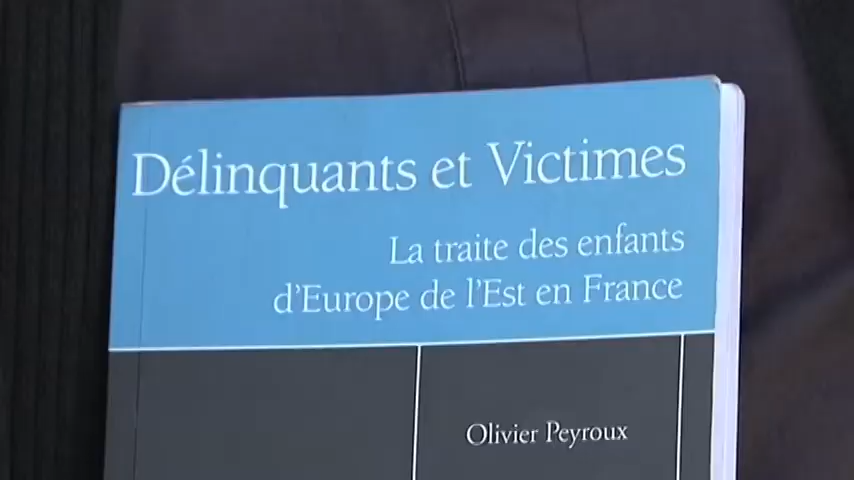 Délinquants et Victimes
La traite des enfants
d'Europe de l'Est en France
Olivier Peyroux